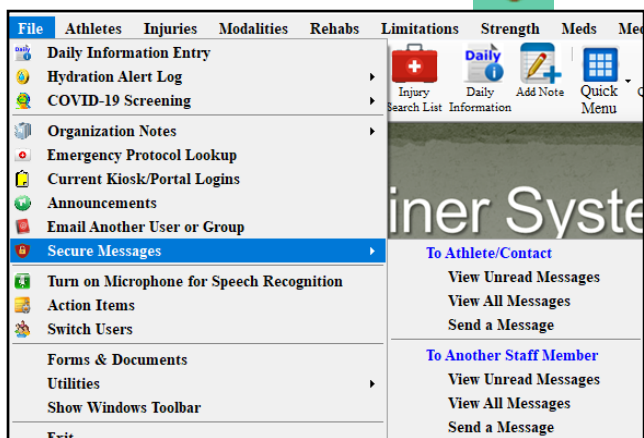 File Athletes Injuries Modalities Rehabs Limitations Strength Meds
Daily Information Entry
Hydration Alert Log
COVID-19 Screening
Organization Notes
Emergency Protocol Lookup
Current Kiosk/Portal Logins
Announcements
Email Another User or Group
Secure Messages
Turn on Microphone for Speech Recognition
Action Items
Switch Users
Forms & Documents
Utilities
Show Windows Toolbar
Exit
Daily
Injury Daily Add Note Quick
Search List Information Menu
iner Syste
To Athlete/Contact
View Unread Messages
View All Messages
Send a Message
To Another Staff Member
View Unread Messages
View All Messages
Send a Message